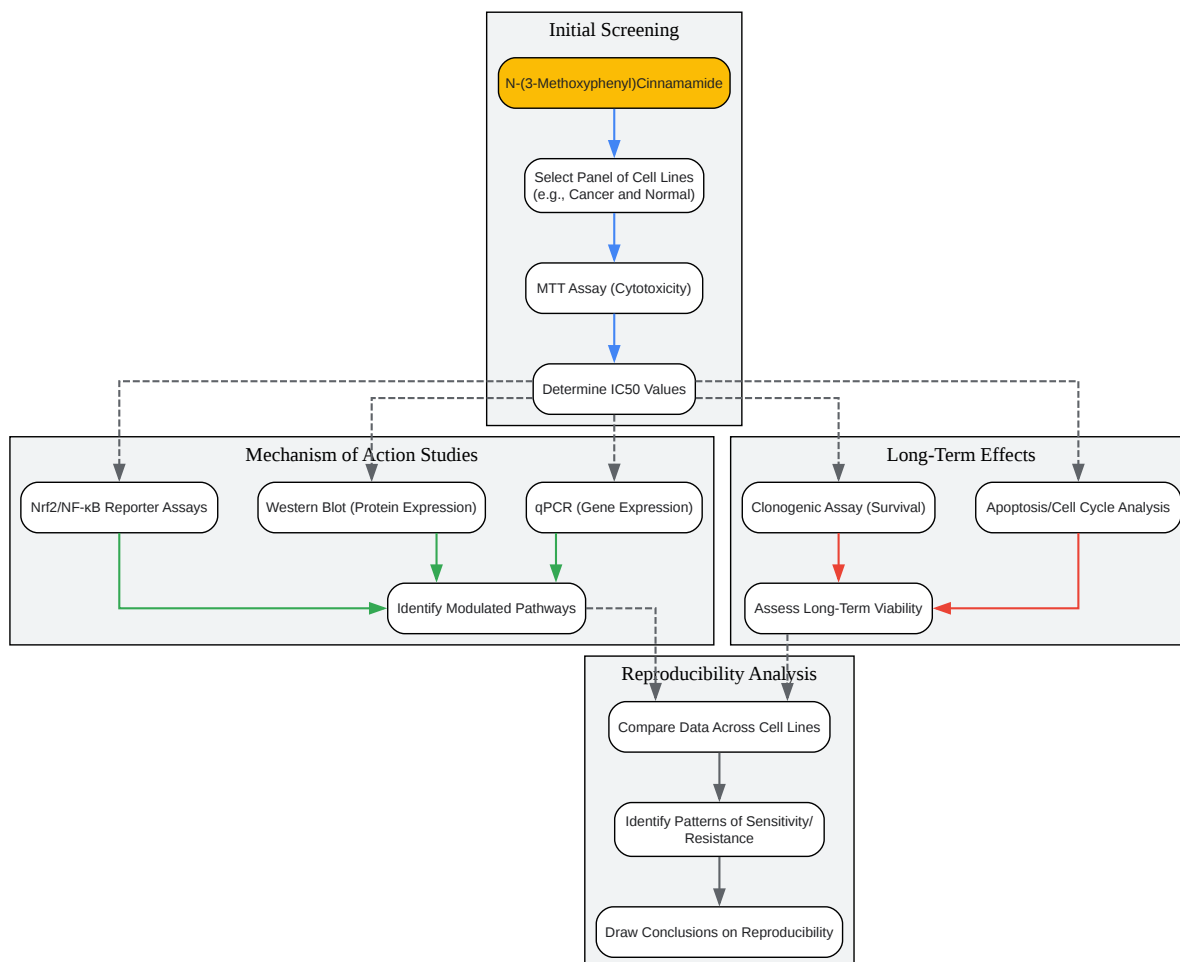 Initial Screening
N-(3-Methoxyphenyl)Cinnamamide
Select Panel of Cell Lines
(e.g., Cancer and Normal)
MTT Assay (Cytotoxicity)
Determine IC50 Values
Mechanism of Action Studies
Nrf2/NF-κB Reporter Assays
Western Blot (Protein Expression)
qPCR (Gene Expression)
Identify Modulated Pathways
Long-Term Effects
Clonogenic Assay (Survival)
Apoptosis/Cell Cycle Analysis
Assess Long-Term Viability
Reproducibility Analysis
Compare Data Across Cell Lines
Identify Patterns of Sensitivity/
Resistance
Draw Conclusions on Reproducibility